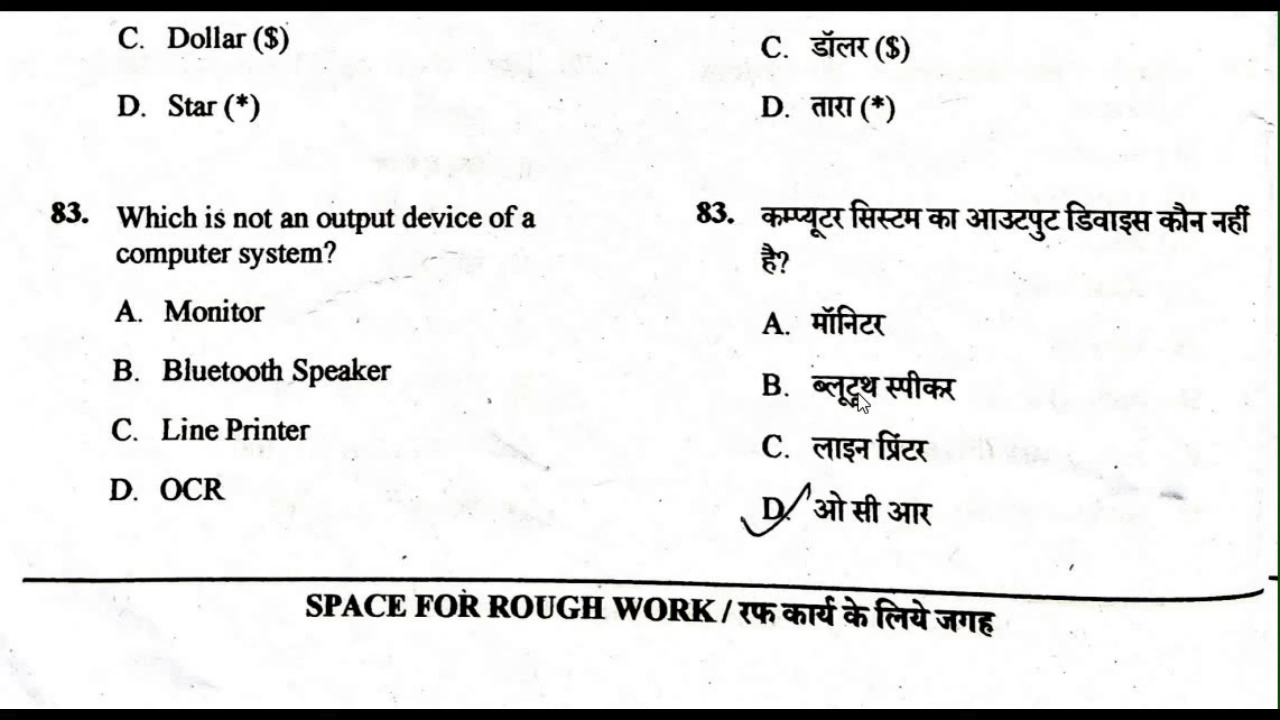 C. Dollar ($)
D. Star (*)
83. Which is not an output device of a
computer system?
A. Monitor
B. Bluetooth Speaker
C. Line Printer
D. OCR
C. डॉलर ($)
D. तारा (*)
83. कम्प्यूटर सिस्टम का आउटपुट डिवाइस कौन नहीं
है?
A. मॉनिटर
B. ब्लूटूथ स्पीकर
C. लाइन प्रिंटर
D. ओ सी आर
SPACE FOR ROUGH WORK / रफ कार्य के लिये जगह